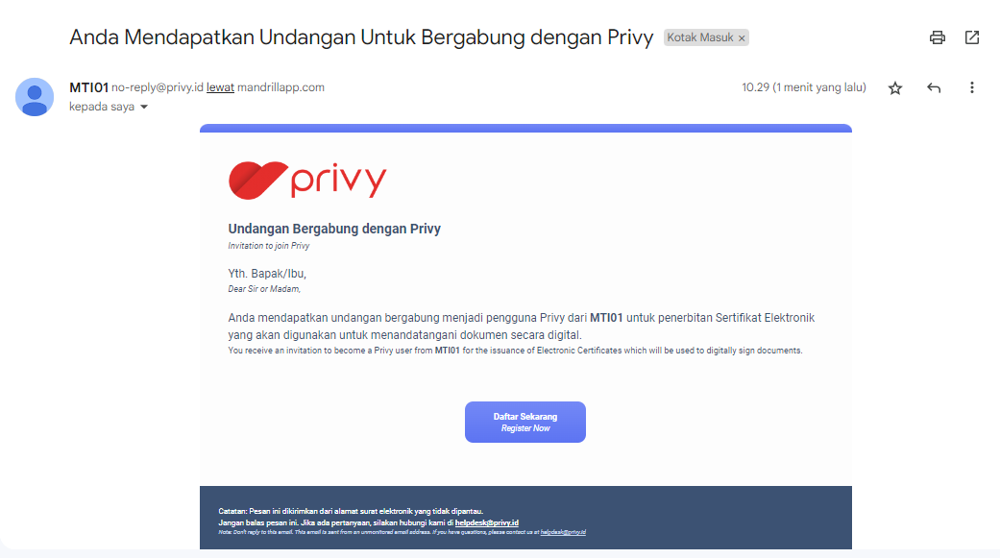 Anda Mendapatkan Undangan Untuk Bergabung dengan Privy Kotak Masuk ×
MTI01 no-reply@privy.id lewat mandrillapp.com 10.29 (1 menit yang lalu)
kepada saya
privy
Undangan Bergabung dengan Privy
Invitation to join Privy
Yth. Bapak/Ibu,
Dear Sir or Madam,
Anda mendapatkan undangan bergabung menjadi pengguna Privy dari MTI01 untuk penerbitan Sertifikat Elektronik
yang akan digunakan untuk menandatangani dokumen secara digital.
You receive an invitation to become a Privy user from MTI01 for the issuance of Electronic Certificates which will be used to digitally sign documents.
Daftar Sekarang
Register Now
Catatan: Pesan ini dikirimkan dari alamat surat elektronik yang tidak dipantau.
Jangan balas pesan ini. Jika ada pertanyaan, silakan hubungi kami di helpdesk@privy.id
Note: Don't reply to this email. This email is sent from an unmonitored email address. If you have questions, please contact us at helpdesk@privy.id